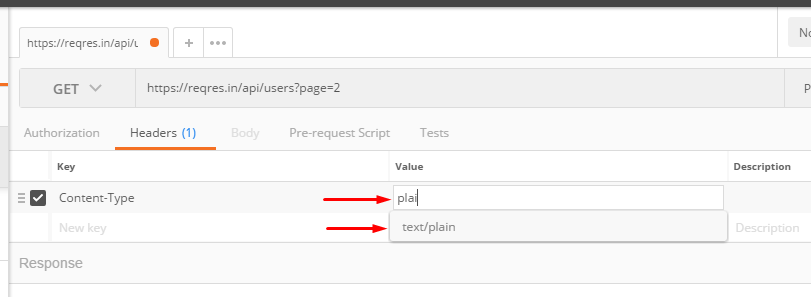 https://reqres.in/api/u
+ •••
No
GET https://reqres.in/api/users?page=2 P
Authorization Headers (1) Body Pre-request Script Tests
Key Value Description
Content-Type plai
New key text/plain Description
Response